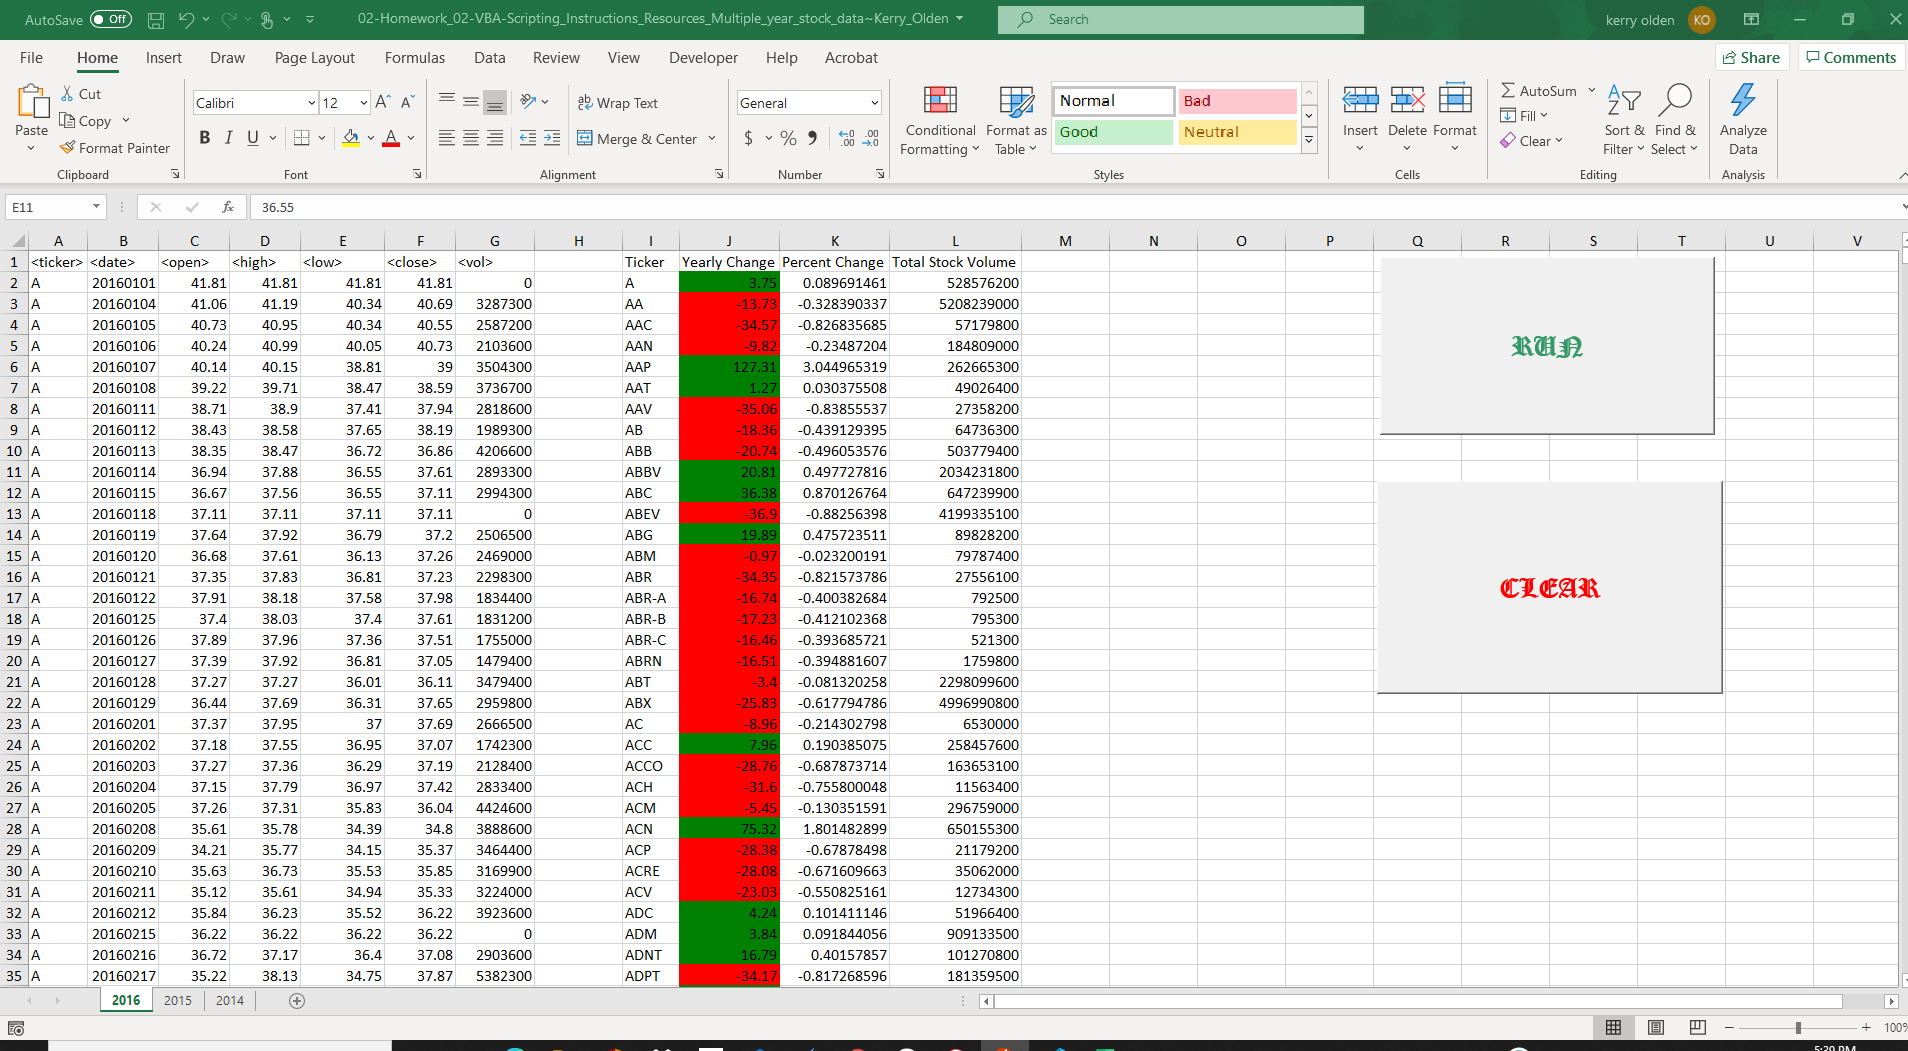 AutoSave Off 02-Homework_02-VBA-Scripting_Instructions_Resources_Multiple_year_stock_data~Kerry_Olden Search kerry olden KO
File Home Insert Draw Page Layout Formulas Data Review View Developer Help Acrobat Share Comments
Paste Cut Copy Format Painter Clipboard
Calibri 12 A A B I U A Font
ab Wrap Text Merge & Center Alignment
General $ % 9 .00 .00 Number
Conditional Formatting Format as Table Normal Bad Good Neutral Styles
Insert Delete Format Cells
AutoSum Fill Clear Sort & Filter Find & Select Editing
Analyze Data Analysis
E11 fx 36.55
A B C D E F G H I J K L M N O P Q R S T U V
1 <ticker> <date> <open> <high> <low> <close> <vol> Ticker Yearly Change Percent Change Total Stock Volume
2 A 20160101 41.81 41.81 41.81 41.81 0 A 3.75 0.089691461 528576200
3 A 20160104 41.06 41.19 40.34 40.69 3287300 AA -13.73 -0.328390337 5208239000
4 A 20160105 40.73 40.95 40.34 40.55 2587200 AAC -34.57 -0.826835685 57179800
5 A 20160106 40.24 40.99 40.05 40.73 2103600 AAN -9.82 -0.23487204 184809000
6 A 20160107 40.14 40.15 38.81 39 3504300 AAP 127.31 3.044965319 262665300
RUN
7 A 20160108 39.22 39.71 38.47 38.59 3736700 AAT 1.27 0.030375508 49026400
8 A 20160111 38.71 38.9 37.41 37.94 2818600 AAV -35.06 -0.83855537 27358200
9 A 20160112 38.43 38.58 37.65 38.19 1989300 AB -18.36 -0.439129395 64736300
10 A 20160113 38.35 38.47 36.72 36.86 4206600 ABB -20.74 -0.496053576 503779400
11 A 20160114 36.94 37.88 36.55 37.61 2893300 ABBV 20.81 0.497727816 2034231800
12 A 20160115 36.67 37.56 36.55 37.11 2994300 ABC 36.38 0.870126764 647239900
13 A 20160118 37.11 37.11 37.11 37.11 0 ABEV -36.9 -0.88256398 4199335100
14 A 20160119 37.64 37.92 36.79 37.2 2506500 ABG 19.89 0.475723511 89828200
15 A 20160120 36.68 37.61 36.13 37.26 2469000 ABM -0.97 -0.023200191 79787400
16 A 20160121 37.35 37.83 36.81 37.23 2298300 ABR -34.35 -0.821573786 27556100
17 A 20160122 37.91 38.18 37.58 37.98 1834400 ABR-A -16.74 -0.400382684 792500
CLEAR
18 A 20160125 37.4 38.03 37.4 37.61 1831200 ABR-B -17.23 -0.412102368 795300
19 A 20160126 37.89 37.96 37.36 37.51 1755000 ABR-C -16.46 -0.393685721 521300
20 A 20160127 37.39 37.92 36.81 37.05 1479400 ABRN -16.51 -0.394881607 1759800
21 A 20160128 37.27 37.27 36.01 36.11 3479400 ABT -3.4 -0.081320258 2298099600
22 A 20160129 36.44 37.69 36.31 37.65 2959800 ABX -25.83 -0.617794786 4996990800
23 A 20160201 37.37 37.95 37 37.69 2666500 AC -8.96 -0.214302798 6530000
24 A 20160202 37.18 37.55 36.95 37.07 1742300 ACC 7.96 0.190385075 258457600
25 A 20160203 37.27 37.36 36.29 37.19 2128400 ACCO -28.76 -0.687873714 163653100
26 A 20160204 37.15 37.79 36.97 37.42 2833400 ACH -31.6 -0.755800048 11563400
27 A 20160205 37.26 37.31 35.83 36.04 4424600 ACM -5.45 -0.130351591 296759000
28 A 20160208 35.61 35.78 34.39 34.8 3888600 ACN 75.32 1.801482899 650155300
29 A 20160209 34.21 35.77 34.15 35.37 3464400 ACP -28.38 -0.67878498 21179200
30 A 20160210 35.63 36.73 35.53 35.85 3169900 ACRE -28.08 -0.671609663 35062000
31 A 20160211 35.12 35.61 34.94 35.33 3224000 ACV -23.03 -0.550825161 12734300
32 A 20160212 35.84 36.23 35.52 36.22 3923600 ADC 4.24 0.101411146 51966400
33 A 20160215 36.22 36.22 36.22 36.22 0 ADM 3.84 0.091844056 909133500
34 A 20160216 36.72 37.17 36.4 37.08 2903600 ADNT 16.79 0.40157857 101270800
35 A 20160217 35.22 38.13 34.75 37.87 5382300 ADPT -34.17 -0.817268596 181359500
2016 2015 2014
100%
5:20 PM